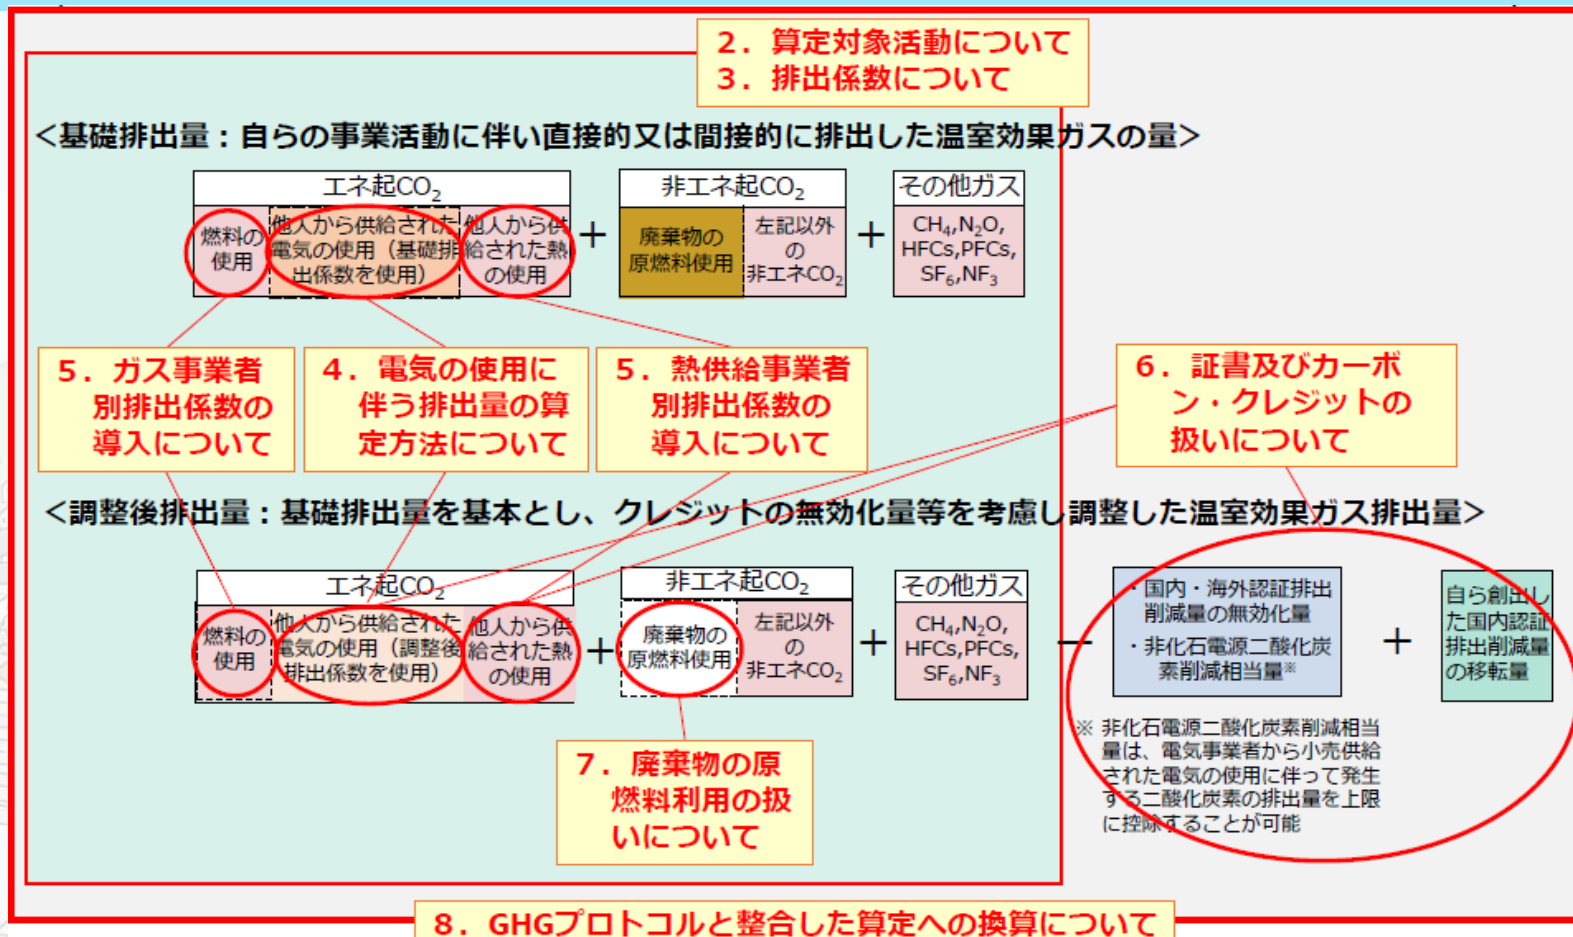 2．算定対象活動について
3．排出係数について
＜基礎排出量：自らの事業活動に伴い直接的又は間接的に排出した温室効果ガスの量＞
エネ起CO₂
燃料の
使用
他人から供給された
電気の使用（基礎排
出係数を使用）
他人から供
給された熱
の使用
＋
非エネ起CO₂
廃棄物の
原燃料使用
左記以外
の
非エネCO₂
＋
その他ガス
CH₄,N₂O,
HFCs,PFCs,
SF₆,NF₃
5．ガス事業者
別排出係数の
導入について
4．電気の使用に
伴う排出量の算
定方法について
5．熱供給事業者
別排出係数の
導入について
6．証書及びカーボ
ン・クレジットの
扱いについて
＜調整後排出量：基礎排出量を基本とし、クレジットの無効化量等を考慮し調整した温室効果ガス排出量＞
エネ起CO₂
燃料の
使用
他人から供給された
電気の使用（調整後
排出係数を使用）
他人から供
給された熱
の使用
＋
非エネ起CO₂
廃棄物の
原燃料使用
左記以外
の
非エネCO₂
＋
その他ガス
CH₄,N₂O,
HFCs,PFCs,
SF₆,NF₃
－
・国内・海外認証排出
削減量の無効化量
・非化石電源二酸化炭
素削減相当量※
＋
自ら創出し
た国内認証
排出削減量
の移転量
※ 非化石電源二酸化炭素削減相当
量は、電気事業者から小売供給
された電気の使用に伴って発生
する二酸化炭素の排出量を上限
に控除することが可能
7．廃棄物の原
燃料利用の扱
いについて
8．GHGプロトコルと整合した算定への換算について